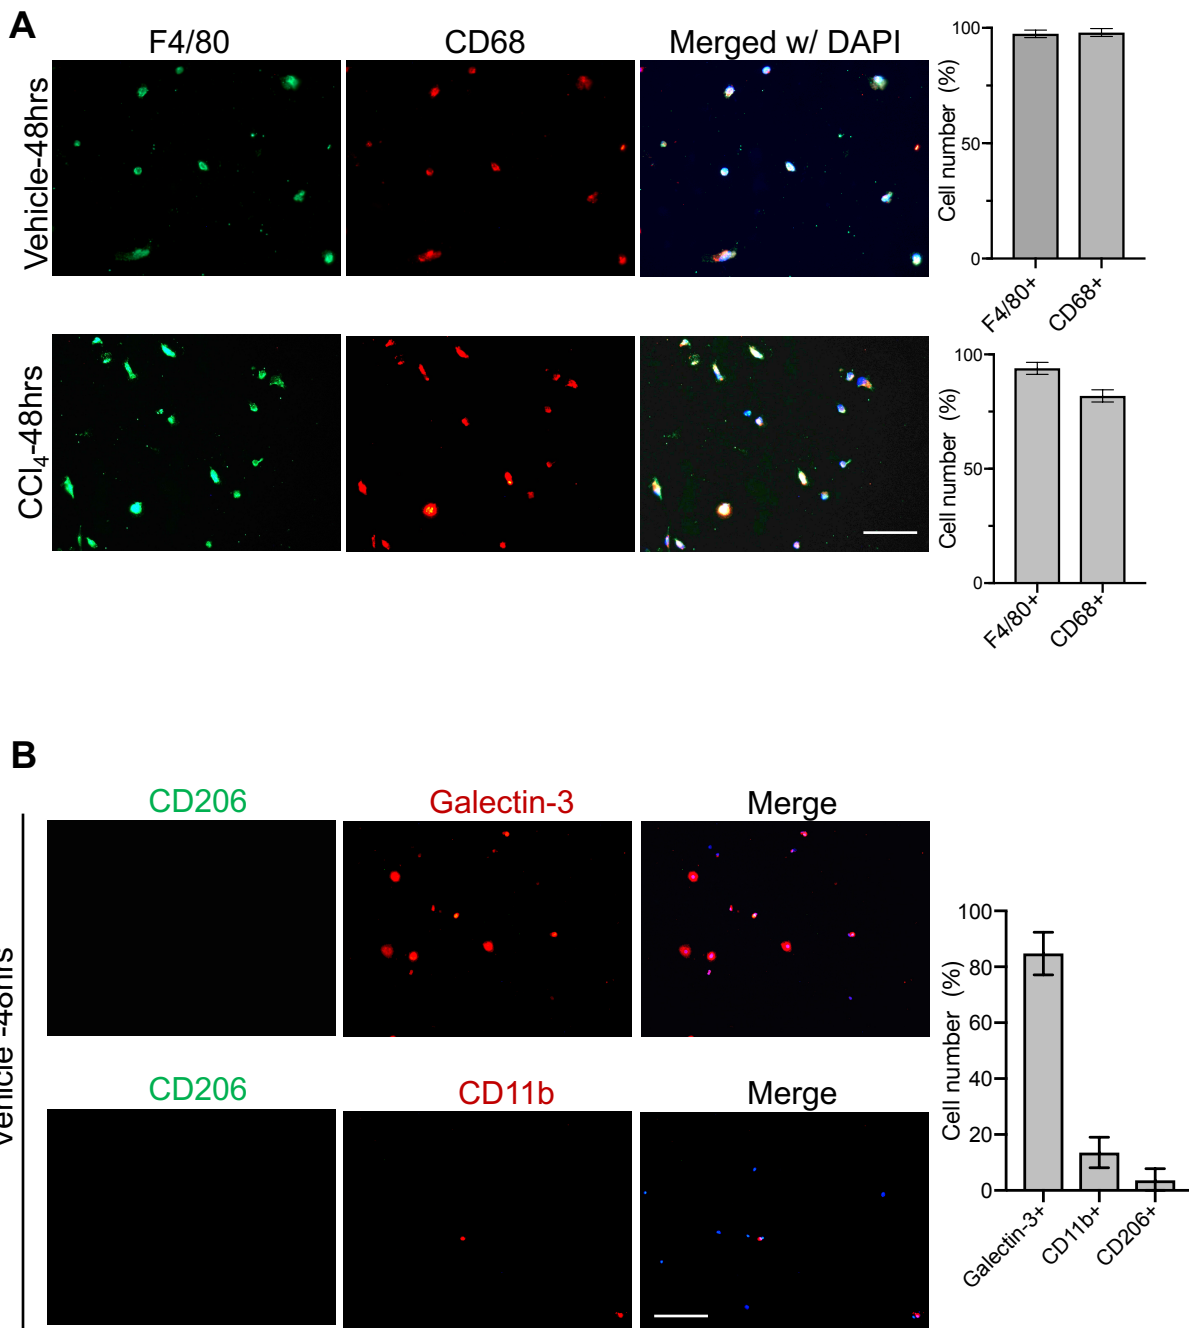 A
F4/80 CD68 Merged w/ DAPI
Vehicle-48hrs
100
50
0
Cell number (%)
F4/80+ CD68+
CCl₄-48hrs
100
50
0
Cell number (%)
F4/80+ CD68+
B
CD206 Galectin-3 Merge
Vehicle -48hrs
CD206 CD11b Merge
100
80
60
40
20
0
Cell number (%)
Galectin-3+ CD11b+ CD206+